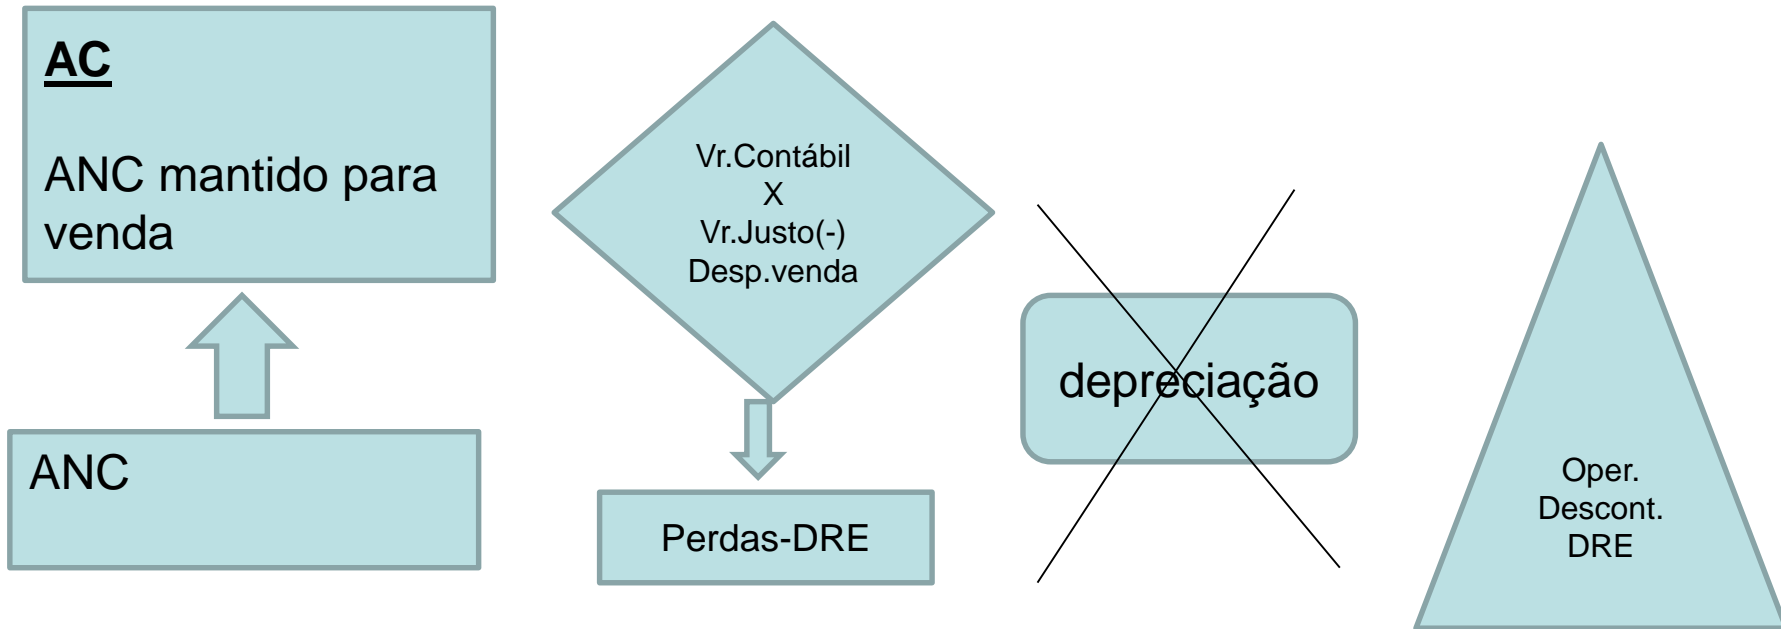 AC
ANC mantido para
venda
ANC
Vr.Contábil
X
Vr.Justo(-)
Desp.venda
Perdas-DRE
depreciação
Oper.
Descont.
DRE